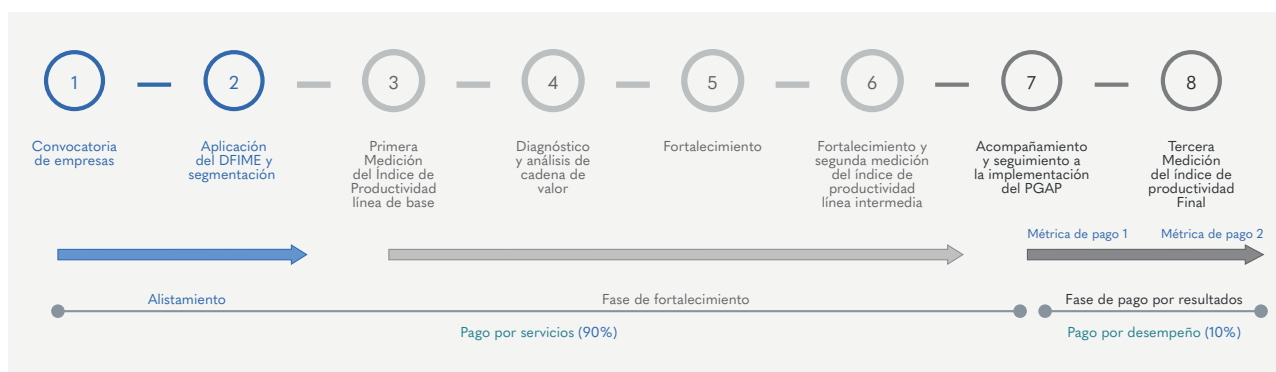 1
2
3
4
5
6
7
8
Convocatoria
de empresas
Aplicación
del DFIME y
segmentación
Primera
Medición
del Índice de
Productividad
línea de base
Diagnóstico
y análisis de
cadena de
valor
Fortalecimiento
Fortalecimiento y
segunda medición
del índice de
productividad
línea intermedia
Acompañamiento
y seguimiento a
la implementación
del PGAP
Tercera
Medición
del índice de
productividad
Final
Métrica de pago 1
Métrica de pago 2
Alistamiento
Fase de fortalecimiento
Fase de pago por resultados
Pago por servicios (90%)
Pago por desempeño (10%)